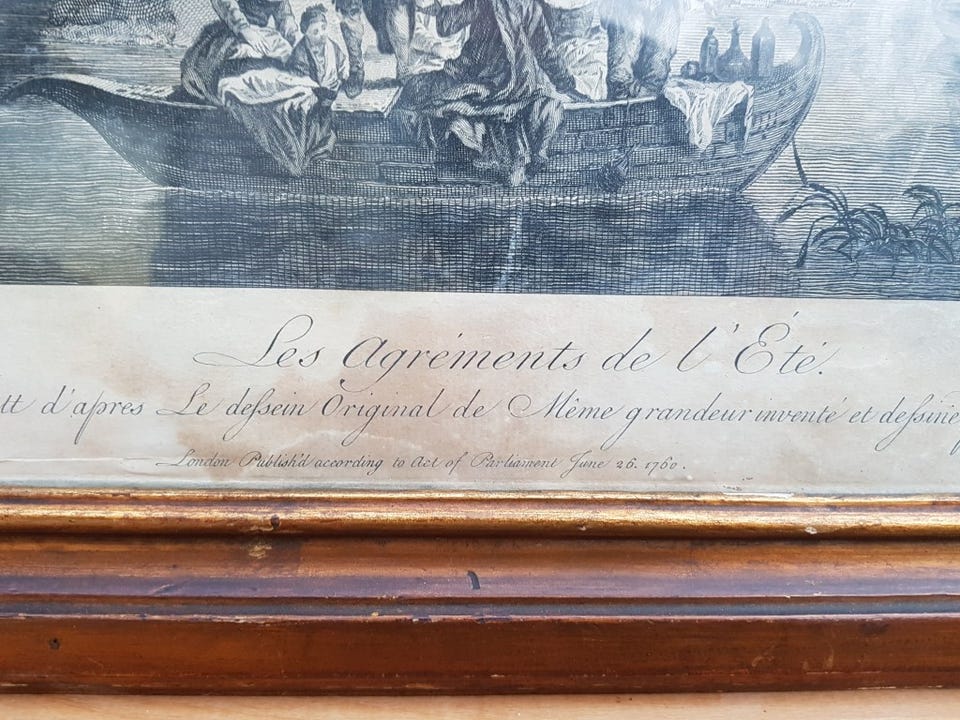 Les Agréments de l'Été.
tt d'apres Le deſsein Original de Même grandeur inventé et deſsiné
London Publish'd according to Act of Parliament June 26. 1760.